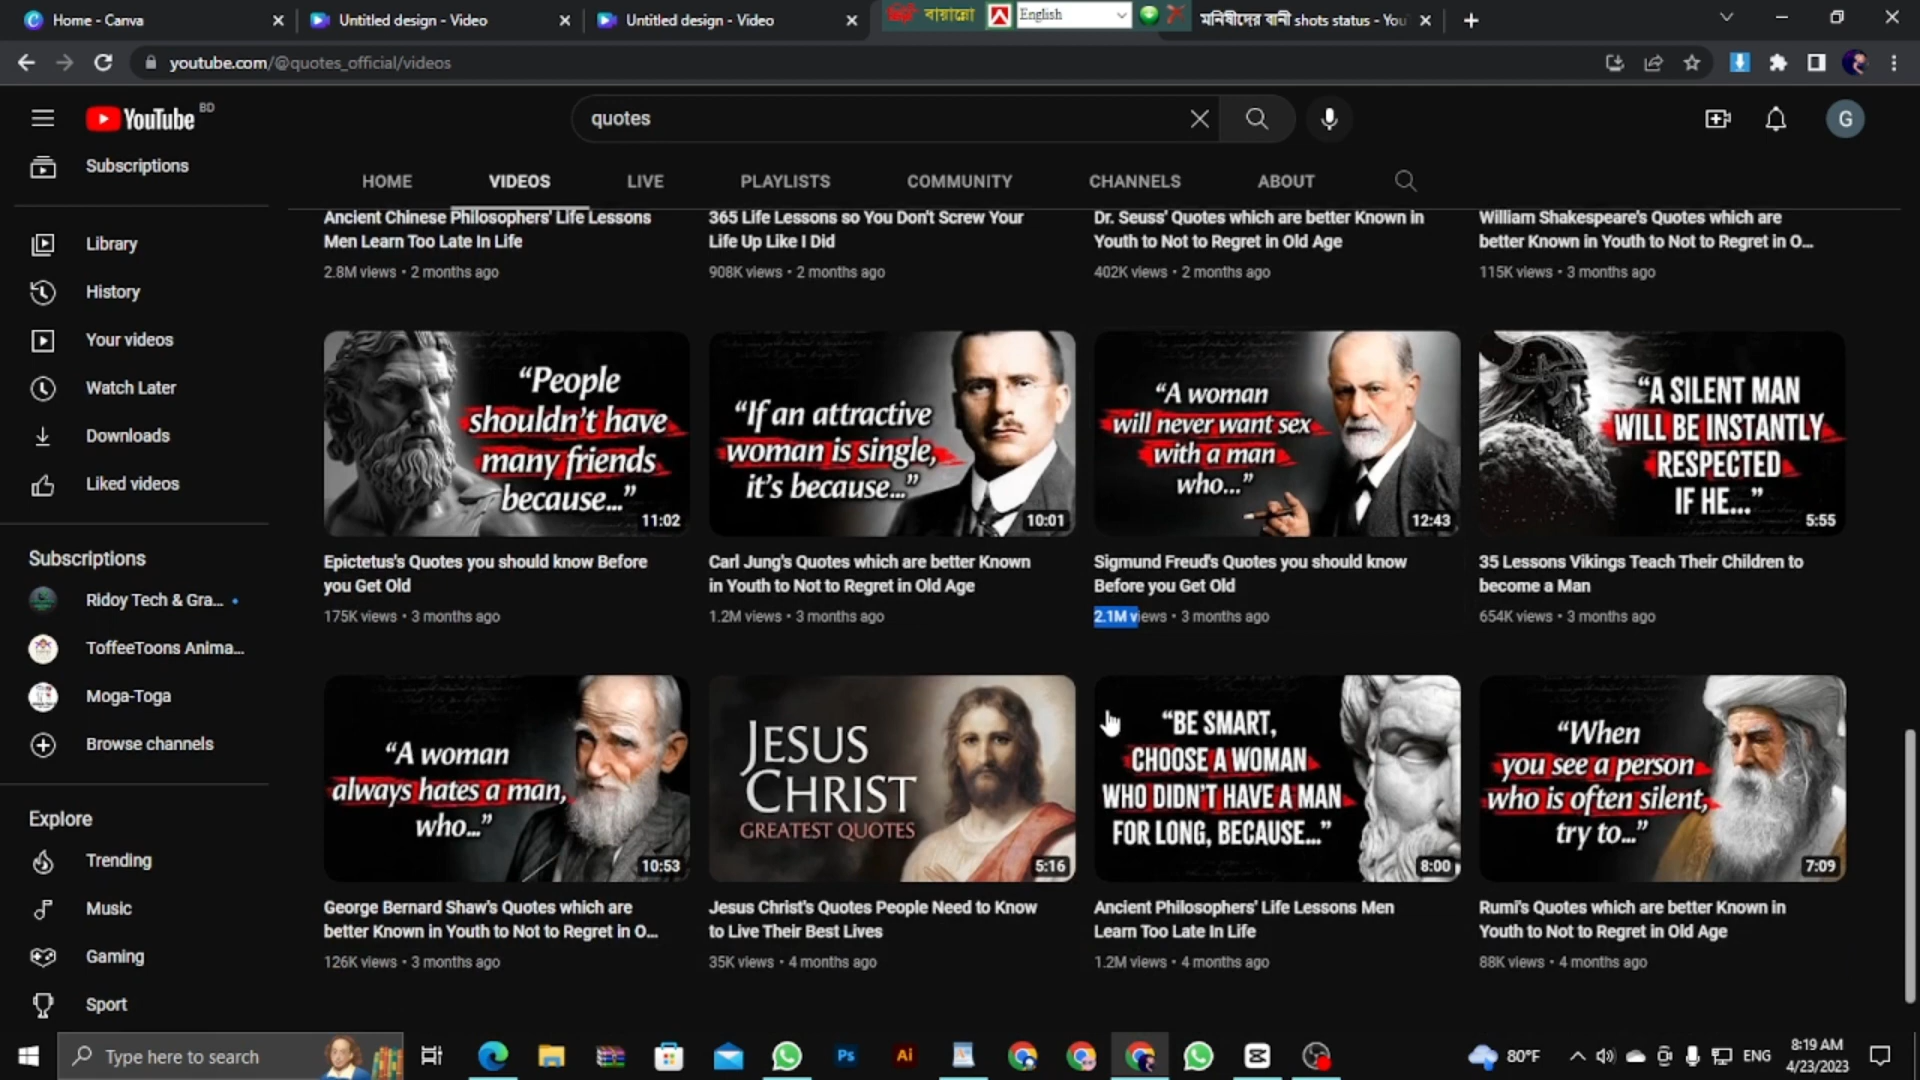 Home - Canva
Untitled design - Video
Untitled design - Video
বায়ান্নো
English
মনিষীদের বানী shots status - You
youtube.com/@quotes_official/videos
YouTube BD
quotes
G
Subscriptions
HOME VIDEOS LIVE PLAYLISTS COMMUNITY CHANNELS ABOUT
Library
History
Your videos
Watch Later
Downloads
Liked videos
Subscriptions
Ridoy Tech & Gra...
ToffeeToons Anima...
Moga-Toga
Browse channels
Explore
Trending
Music
Gaming
Sport
Ancient Chinese Philosophers' Life Lessons
Men Learn Too Late In Life
2.8M views • 2 months ago
365 Life Lessons so You Don't Screw Your
Life Up Like I Did
908K views • 2 months ago
Dr. Seuss' Quotes which are better Known in
Youth to Not to Regret in Old Age
402K views • 2 months ago
William Shakespeare's Quotes which are
better Known in Youth to Not to Regret in O...
115K views • 3 months ago
“People
shouldn't have
many friends
because...”
11:02
Epictetus's Quotes you should know Before
you Get Old
175K views • 3 months ago
“If an attractive
woman is single,
it's because...”
10:01
Carl Jung's Quotes which are better Known
in Youth to Not to Regret in Old Age
1.2M views • 3 months ago
“A woman
will never want sex
with a man
who...”
12:43
Sigmund Freud's Quotes you should know
Before you Get Old
2.1M views • 3 months ago
“A SILENT MAN
WILL BE INSTANTLY
RESPECTED
IF HE...”
5:55
35 Lessons Vikings Teach Their Children to
become a Man
654K views • 3 months ago
“A woman
always hates a man,
who...”
10:53
George Bernard Shaw's Quotes which are
better Known in Youth to Not to Regret in O...
126K views • 3 months ago
JESUS
CHRIST
GREATEST QUOTES
5:16
Jesus Christ's Quotes People Need to Know
to Live Their Best Lives
35K views • 4 months ago
“BE SMART,
CHOOSE A WOMAN
WHO DIDN'T HAVE A MAN
FOR LONG, BECAUSE...”
8:00
Ancient Philosophers' Life Lessons Men
Learn Too Late In Life
1.2M views • 4 months ago
“When
you see a person
who is often silent,
try to...”
7:09
Rumi's Quotes which are better Known in
Youth to Not to Regret in Old Age
88K views • 4 months ago
Type here to search
Ps
Ai
80°F
ENG
8:19 AM
4/23/2023